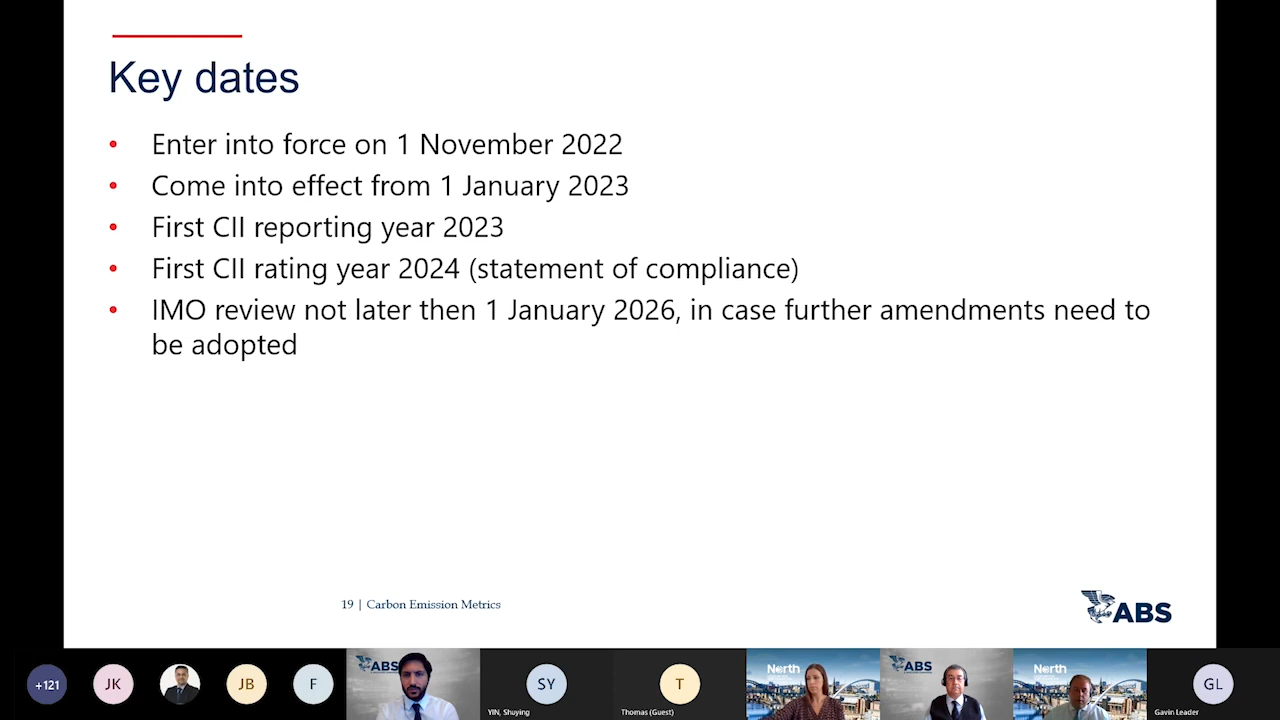 Key dates
• Enter into force on 1 November 2022
• Come into effect from 1 January 2023
• First CII reporting year 2023
• First CII rating year 2024 (statement of compliance)
• IMO review not later then 1 January 2026, in case further amendments need to
be adopted
19 | Carbon Emission Metrics
ABS
+121
JK
JB
F
ABS
SY
YIN, Shuying
T
Thomas (Guest)
North
ABS
North
GL
Gavin Leader